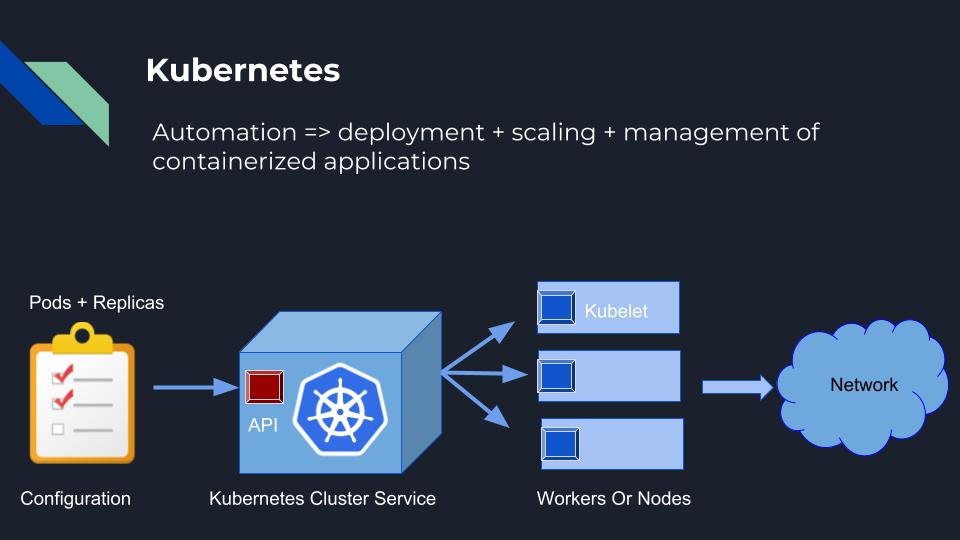 Kubernetes
Automation => deployment + scaling + management of
containerized applications
Pods + Replicas
Kubelet
API
Network
Configuration
Kubernetes Cluster Service
Workers Or Nodes